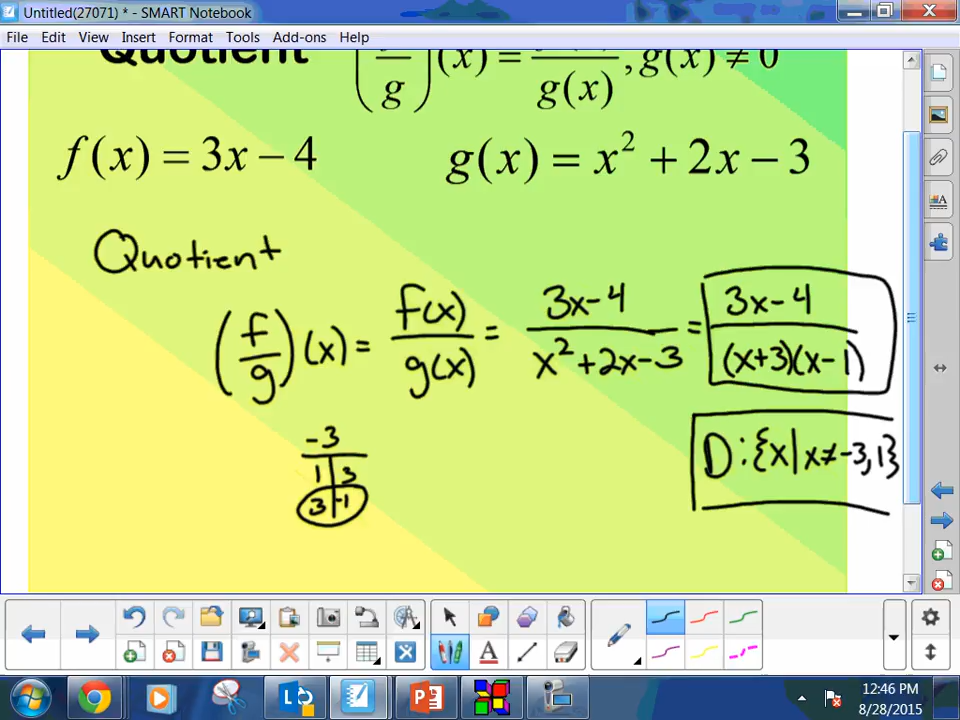 Untitled(27071) * - SMART Notebook
File Edit View Insert Format Tools Add-ons Help
Quotient (—/g)(x) = —/g(x), g(x) ≠ 0
f(x) = 3x − 4 g(x) = x² + 2x − 3
Quotient
(f/g)(x) = f(x)/g(x) = 3x-4/x²+2x-3 = 3x-4/(x+3)(x-1)
-3
1 | 3
3 | -1
D:{x|x≠-3,1}
12:46 PM
8/28/2015